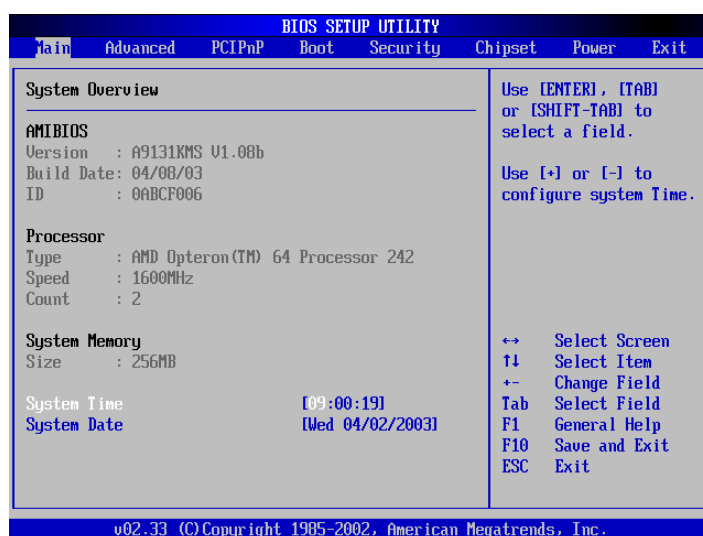 BIOS SETUP UTILITY
Main Advanced PCIPnP Boot Security Chipset Power Exit
System Overview
AMIBIOS
Version : A9131KMS V1.08b
Build Date: 04/08/03
ID : 0ABCF006
Processor
Type : AMD Opteron(TM) 64 Processor 242
Speed : 1600MHz
Count : 2
System Memory
Size : 256MB
System Time [09:00:19]
System Date [Wed 04/02/2003]
Use [ENTER], [TAB]
or [SHIFT-TAB] to
select a field.
Use [+] or [-] to
configure system Time.
↔ Select Screen
↑↓ Select Item
+- Change Field
Tab Select Field
F1 General Help
F10 Save and Exit
ESC Exit
v02.33 (C)Copyright 1985-2002, American Megatrends, Inc.